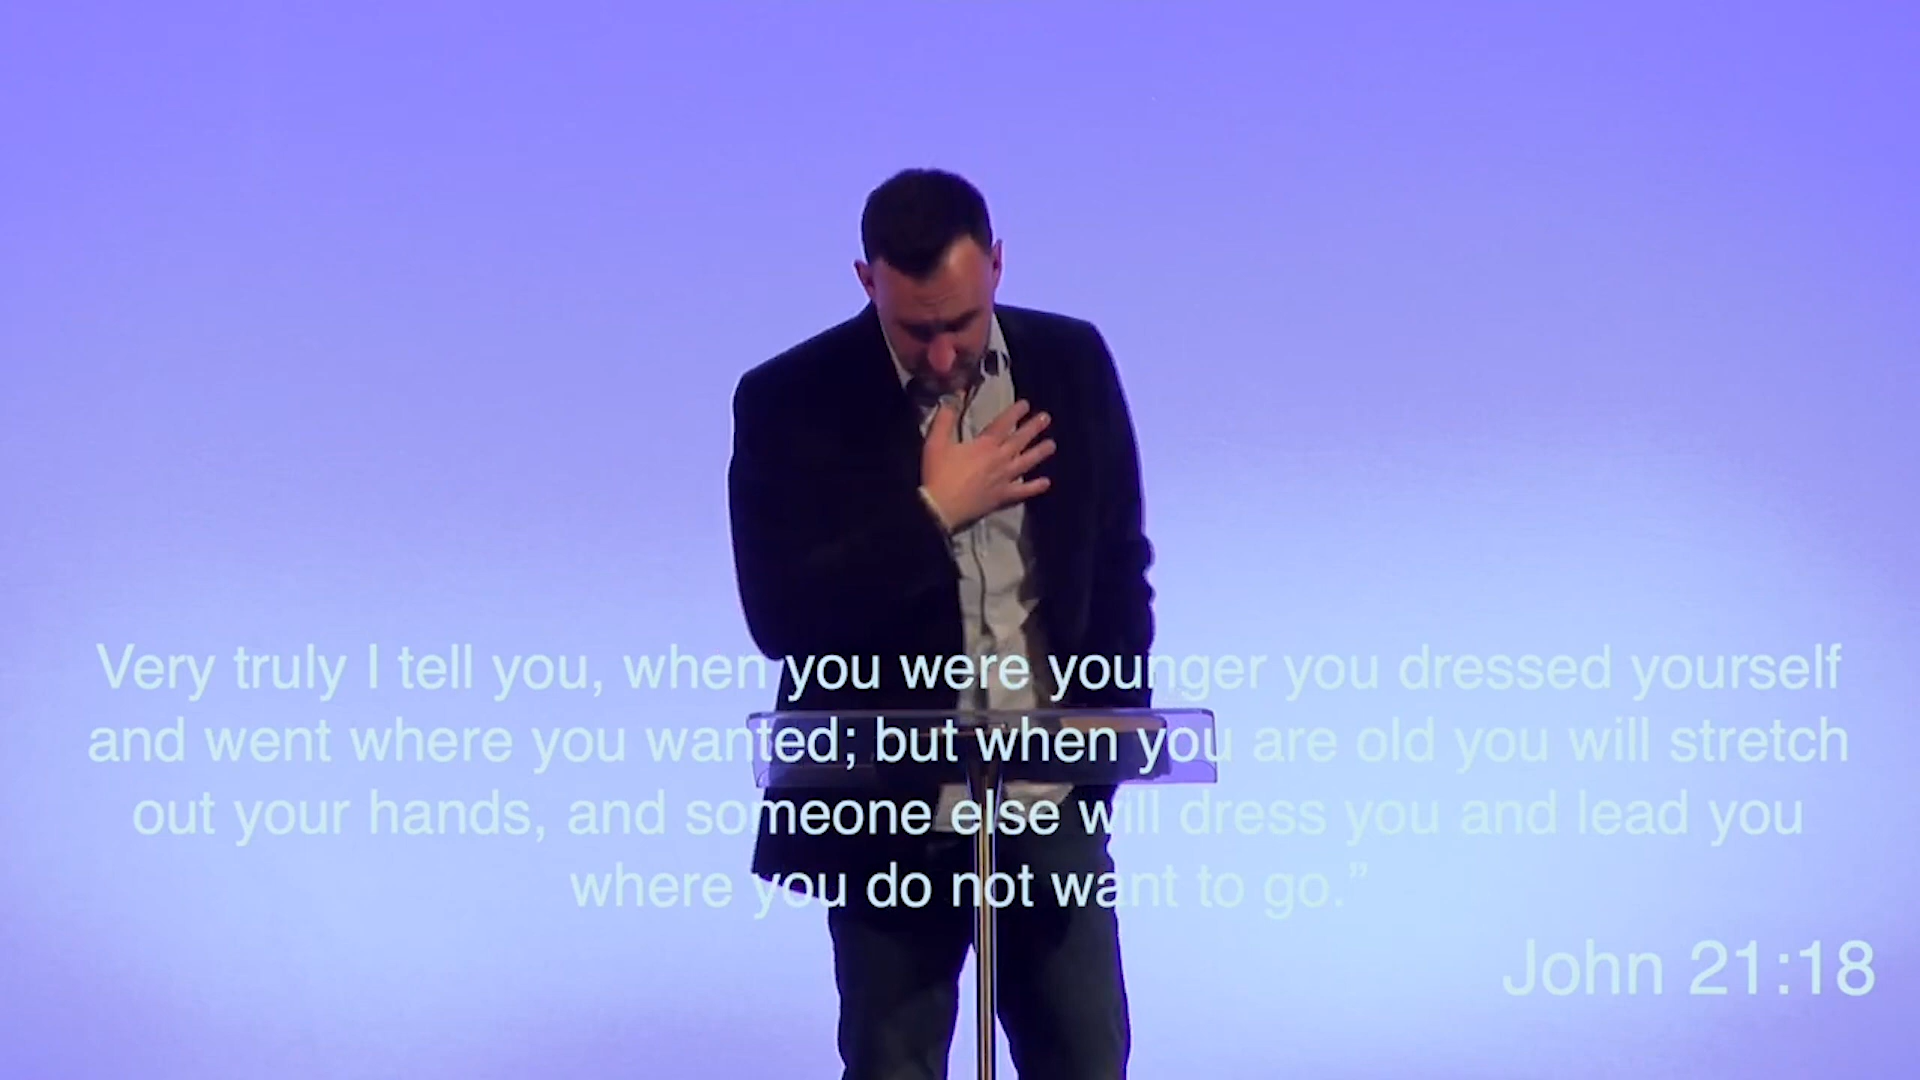 Very truly I tell you, when you were younger you dressed yourself
and went where you wanted; but when you are old you will stretch
out your hands, and someone else will dress you and lead you
where you do not want to go.”
John 21:18